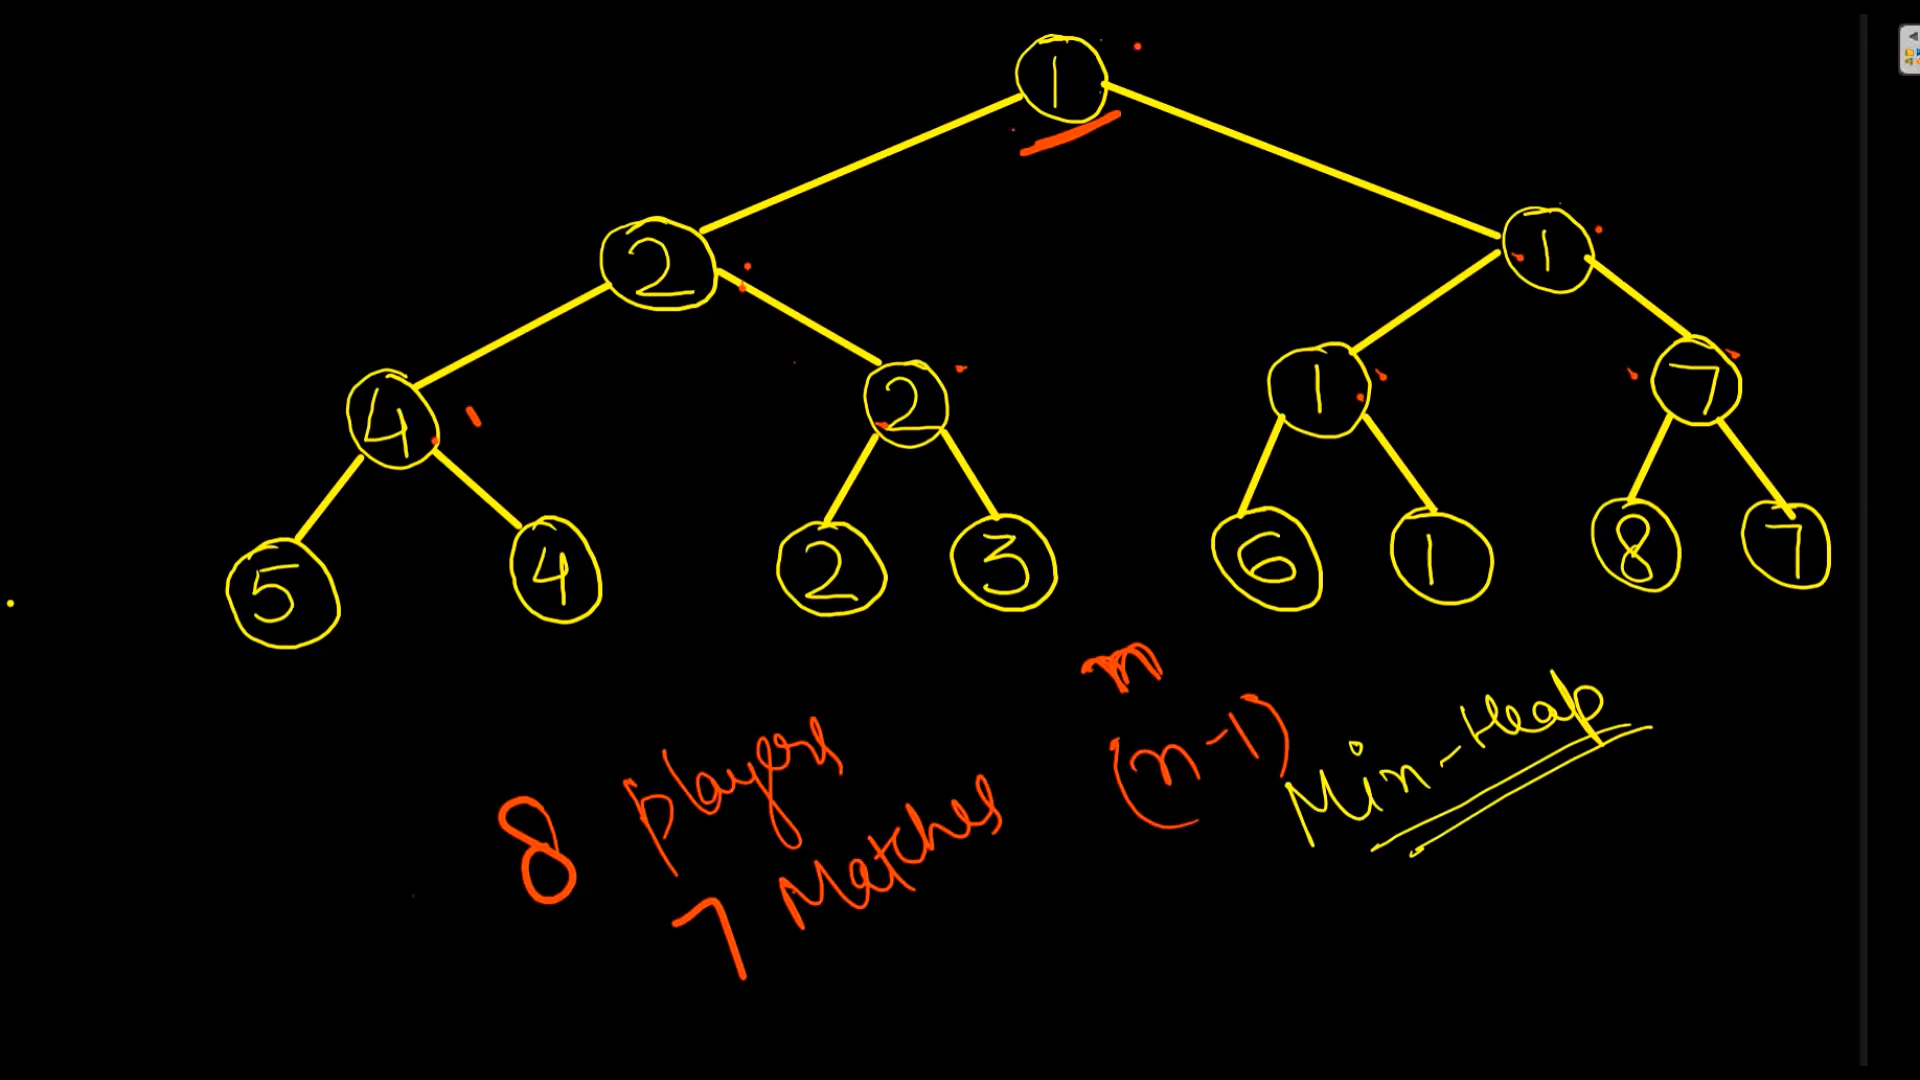 1
2 1
4 2 1 7
5 4 2 3 6 1 8 7
n
8 players
7 Matches
(n-1)
Min-Heap